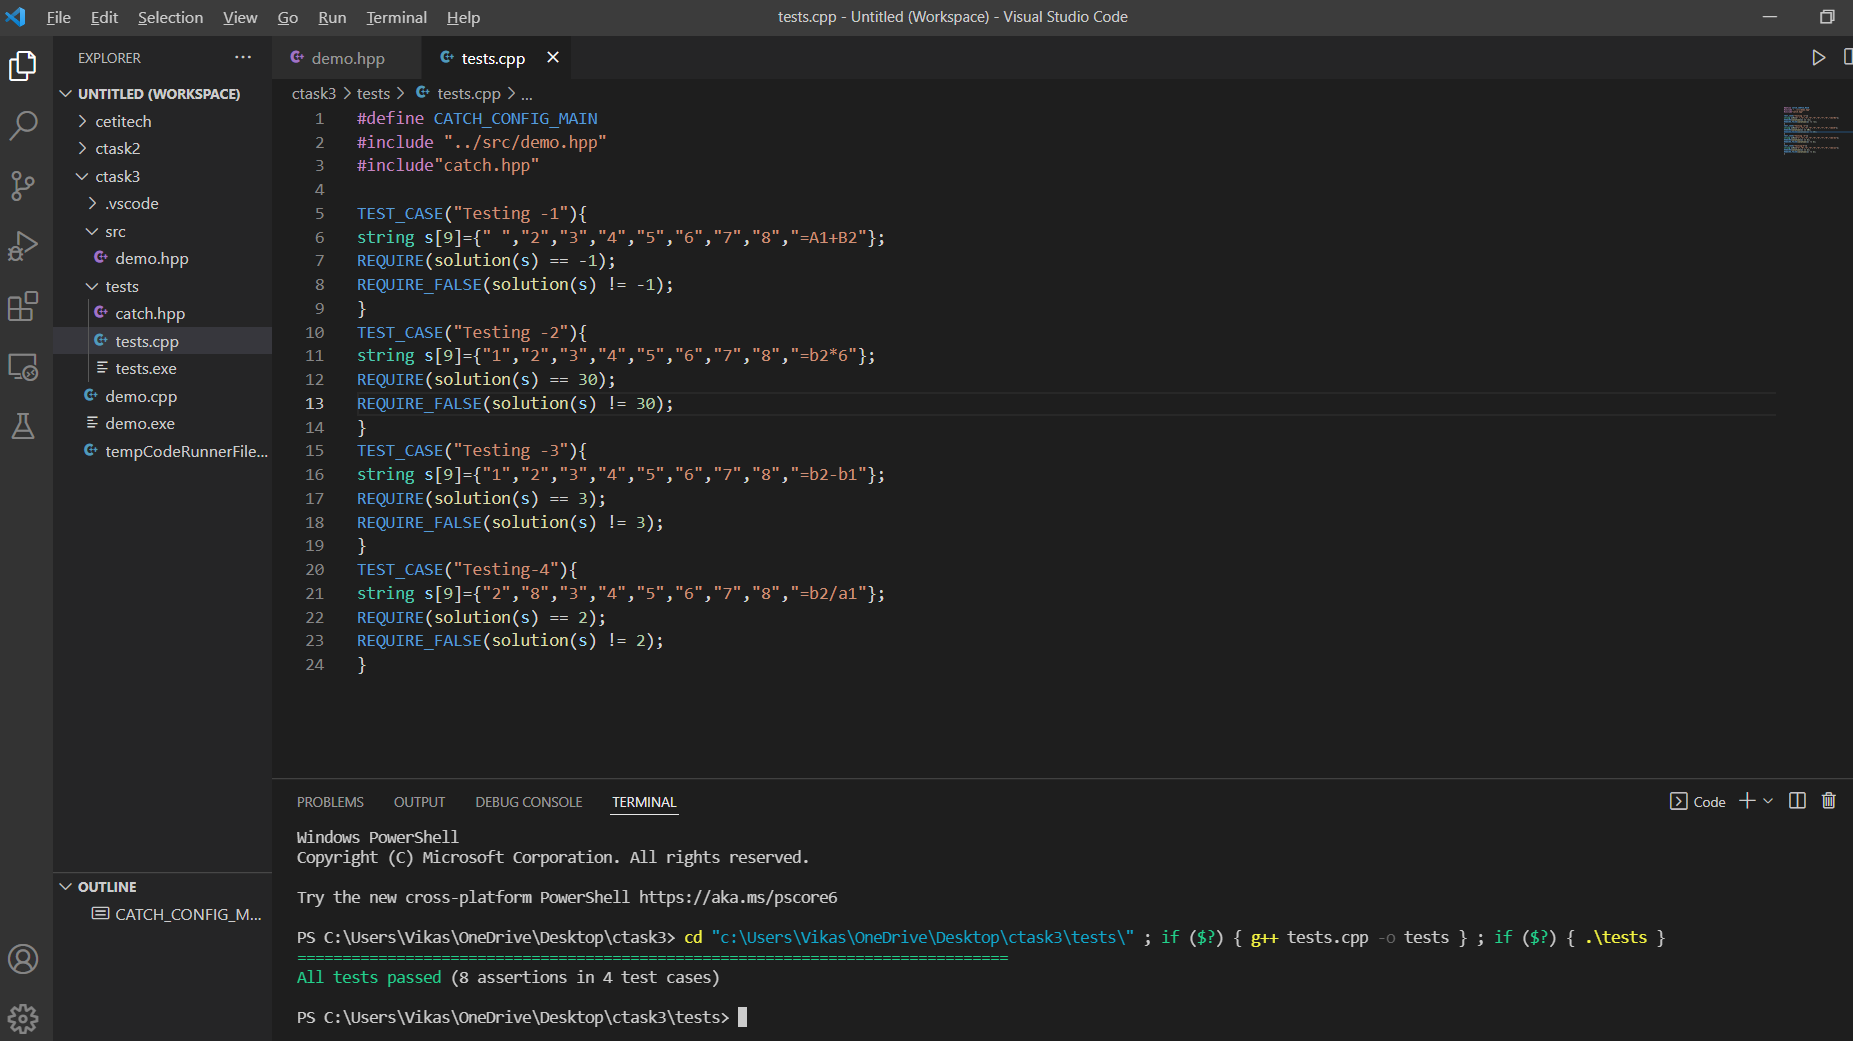 File Edit Selection View Go Run Terminal Help
tests.cpp - Untitled (Workspace) - Visual Studio Code
EXPLORER ...
UNTITLED (WORKSPACE)
cetitech
ctask2
ctask3
.vscode
src
demo.hpp
tests
catch.hpp
tests.cpp
tests.exe
demo.cpp
demo.exe
tempCodeRunnerFile...
OUTLINE
CATCH_CONFIG_M...
demo.hpp
tests.cpp
ctask3 > tests > tests.cpp > ...
1 #define CATCH_CONFIG_MAIN
2 #include "../src/demo.hpp"
3 #include"catch.hpp"
4
5 TEST_CASE("Testing -1"){
6 string s[9]={" ","2","3","4","5","6","7","8","=A1+B2"};
7 REQUIRE(solution(s) == -1);
8 REQUIRE_FALSE(solution(s) != -1);
9 }
10 TEST_CASE("Testing -2"){
11 string s[9]={"1","2","3","4","5","6","7","8","=b2*6"};
12 REQUIRE(solution(s) == 30);
13 REQUIRE_FALSE(solution(s) != 30);
14 }
15 TEST_CASE("Testing -3"){
16 string s[9]={"1","2","3","4","5","6","7","8","=b2-b1"};
17 REQUIRE(solution(s) == 3);
18 REQUIRE_FALSE(solution(s) != 3);
19 }
20 TEST_CASE("Testing-4"){
21 string s[9]={"2","8","3","4","5","6","7","8","=b2/a1"};
22 REQUIRE(solution(s) == 2);
23 REQUIRE_FALSE(solution(s) != 2);
24 }
PROBLEMS OUTPUT DEBUG CONSOLE TERMINAL
Code
Windows PowerShell
Copyright (C) Microsoft Corporation. All rights reserved.
Try the new cross-platform PowerShell https://aka.ms/pscore6
PS C:\Users\Vikas\OneDrive\Desktop\ctask3> cd "c:\Users\Vikas\OneDrive\Desktop\ctask3\tests\" ; if ($?) { g++ tests.cpp -o tests } ; if ($?) { .\tests }
===============================================================================
All tests passed (8 assertions in 4 test cases)
PS C:\Users\Vikas\OneDrive\Desktop\ctask3\tests>